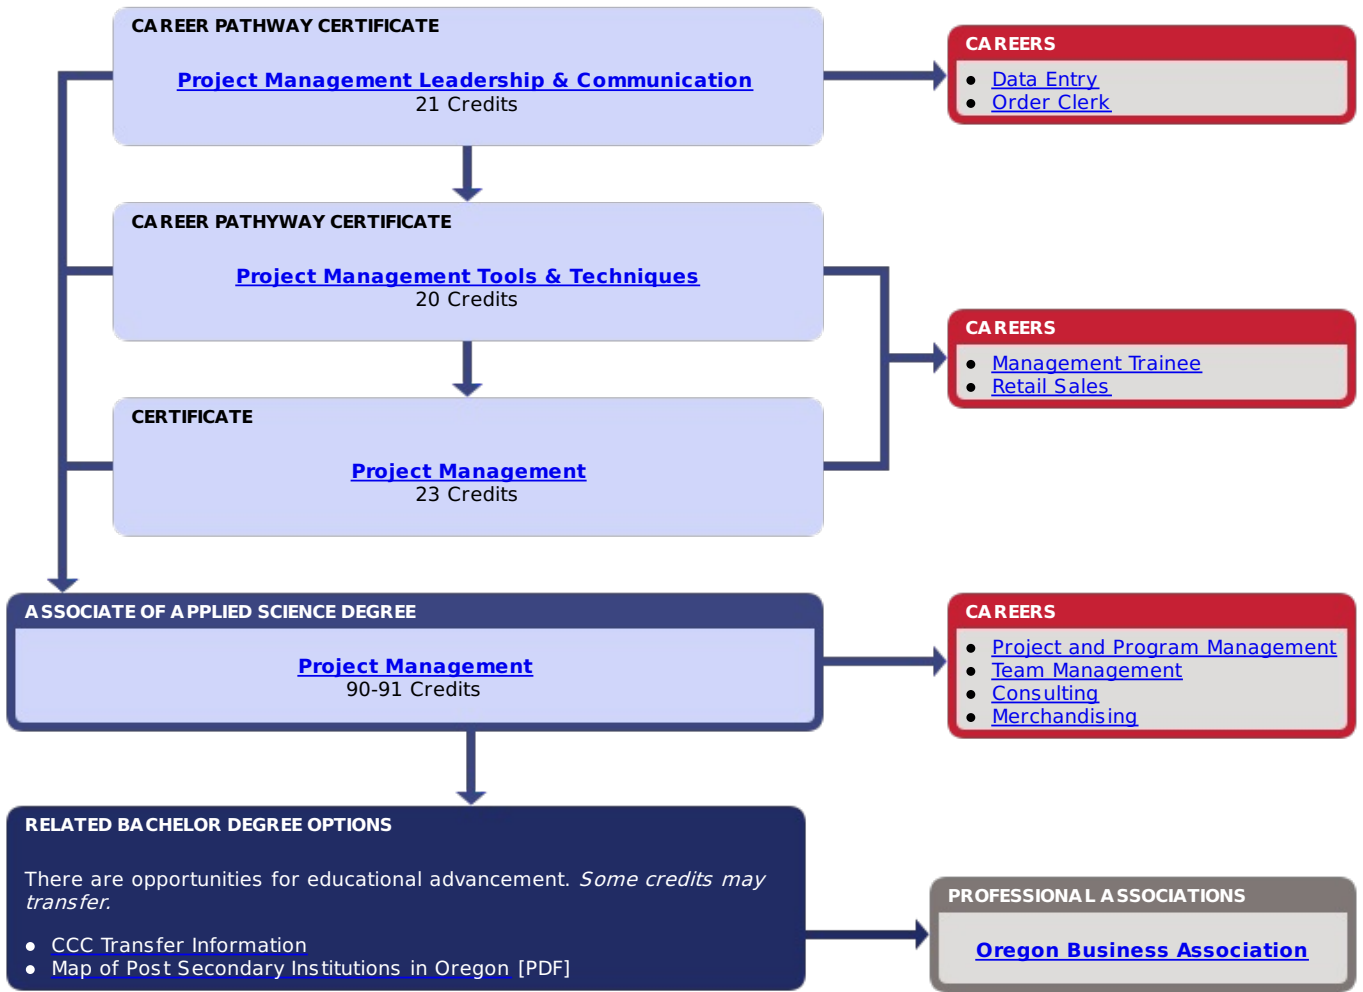 CAREER PATHWAY CERTIFICATE
Project Management Leadership & Communication
21 Credits
CAREERS
● Data Entry
● Order Clerk
CAREER PATHYWAY CERTIFICATE
Project Management Tools & Techniques
20 Credits
CAREERS
● Management Trainee
● Retail Sales
CERTIFICATE
Project Management
23 Credits
ASSOCIATE OF APPLIED SCIENCE DEGREE
Project Management
90-91 Credits
CAREERS
● Project and Program Management
● Team Management
● Consulting
● Merchandising
RELATED BACHELOR DEGREE OPTIONS
There are opportunities for educational advancement. Some credits may
transfer.
● CCC Transfer Information
● Map of Post Secondary Institutions in Oregon [PDF]
PROFESSIONAL ASSOCIATIONS
Oregon Business Association